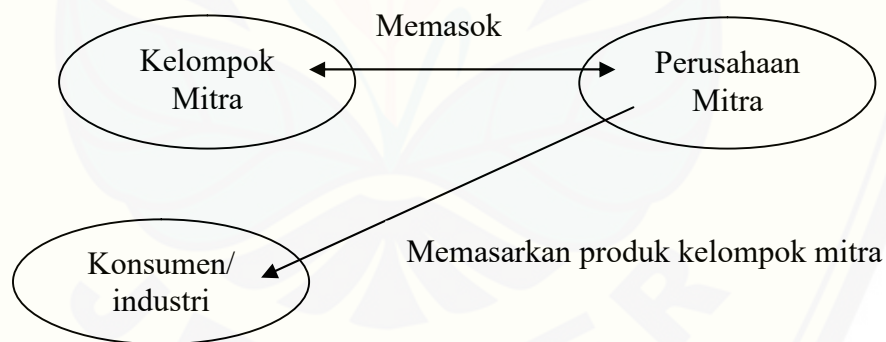 Memasok
Kelompok
Mitra
Perusahaan
Mitra
Memasarkan produk kelompok mitra
Konsumen/
industri